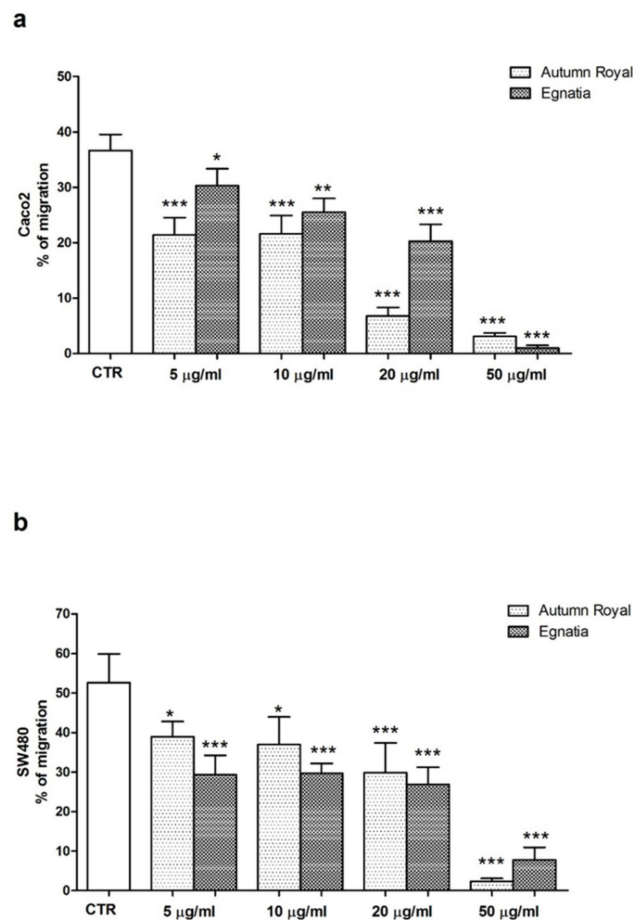 a
Autumn Royal
Egnatia
Caco2
% of migration
50
40
30
20
10
0
*** * *** ** *** *** *** ***
CTR 5 μg/ml 10 μg/ml 20 μg/ml 50 μg/ml
b
Autumn Royal
Egnatia
SW480
% of migration
70
60
50
40
30
20
10
0
* *** * *** *** *** *** ***
CTR 5 μg/ml 10 μg/ml 20 μg/ml 50 μg/ml